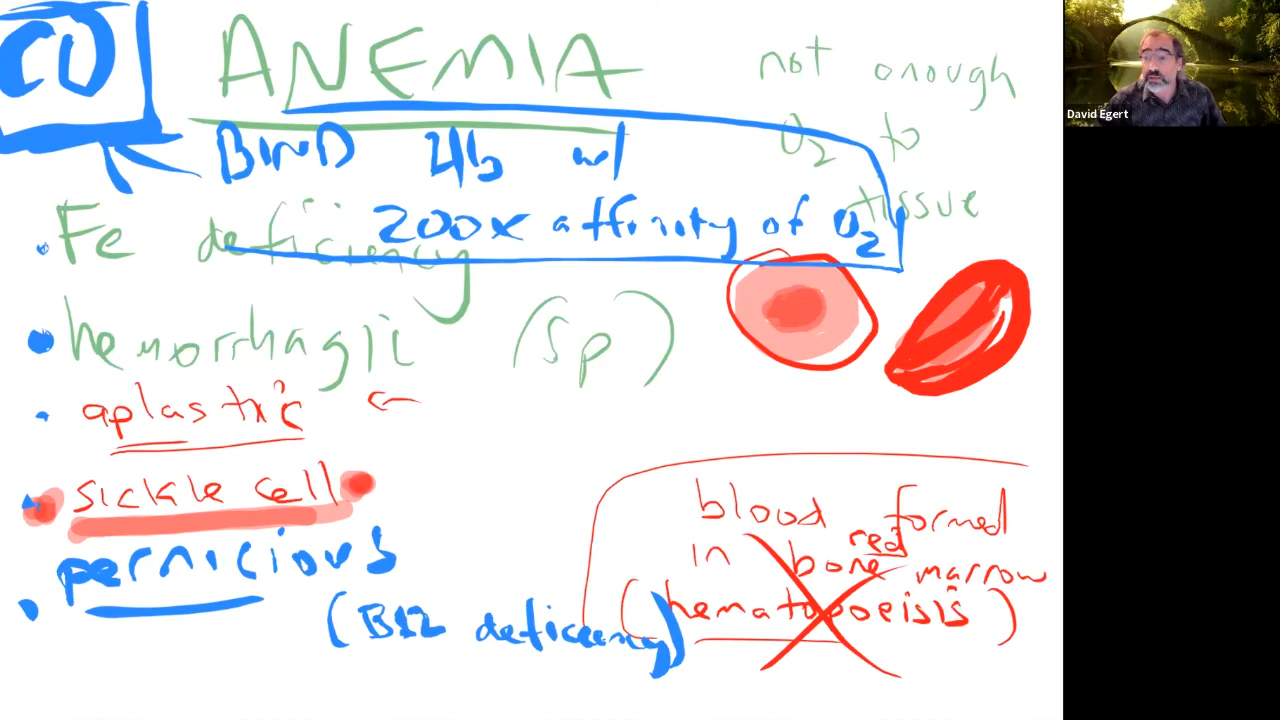 CO
ANEMIA
not enough
O2 to
tissue
BIND Hb w/
200x affinity of O2
Fe deficiency
hemorrhagic (sp)
aplastic ←
sickle cell
pernicious
(B12 deficeency)
blood formed
in red bone marrow
(hematopoeisis)
David Egert